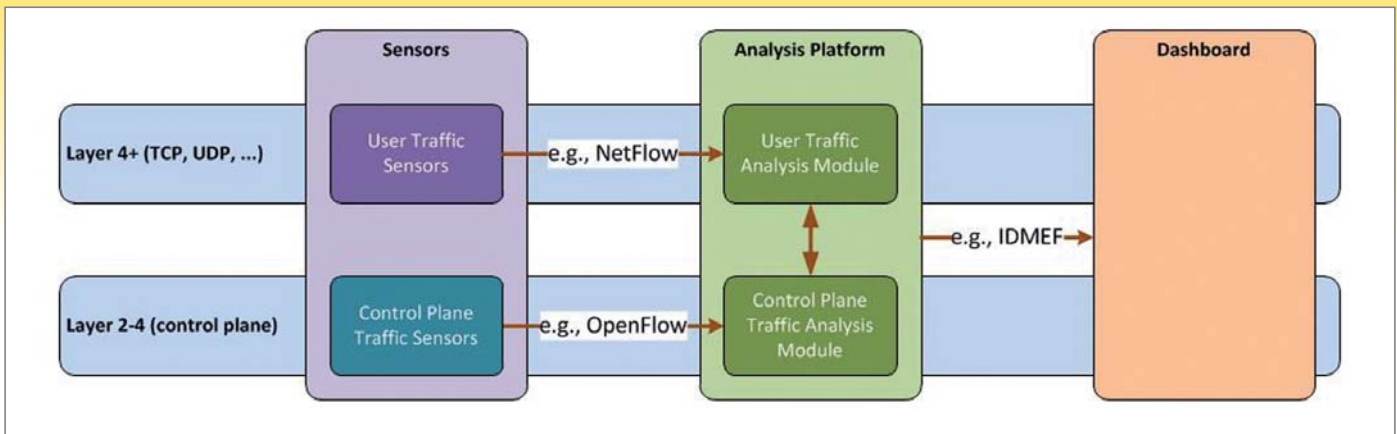 Sensors
Analysis Platform
Dashboard
Layer 4+ (TCP, UDP, ...)
User Traffic
Sensors
e.g., NetFlow
User Traffic
Analysis Module
e.g., IDMEF
Layer 2-4 (control plane)
Control Plane
Traffic Sensors
e.g., OpenFlow
Control Plane
Traffic Analysis
Module